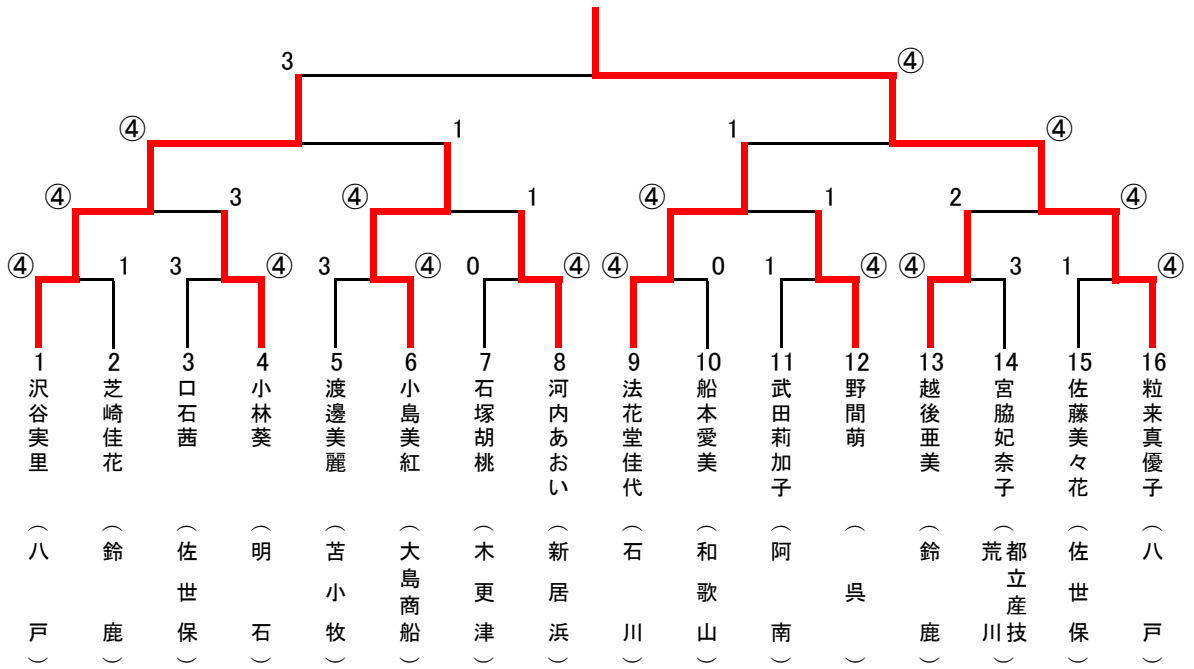 3 ④
④ 1 1 ④
④ 3 ④ 1 ④ 1 2 ④
④ 1 3 ④ 3 ④ 0 ④ ④ 0 1 ④ ④ 3 1 ④
1 2 3 4 5 6 7 8 9 10 11 12 13 14 15 16
沢谷実里
芝崎佳花
口石茜
小林葵
渡邊美麗
小島美紅
石塚胡桃
河内あおい
法花堂佳代
船本愛美
武田莉加子
野間萌
越後亜美
宮脇妃奈子
佐藤美々花
粒来真優子
（八戸）
（鈴鹿）
（佐世保）
（明石）
（苫小牧）
（大島商船）
（木更津）
（新居浜）
（石川）
（和歌山）
（阿南）
（呉）
（鈴鹿）
（都立産技
荒川）
（佐世保）
（八戸）